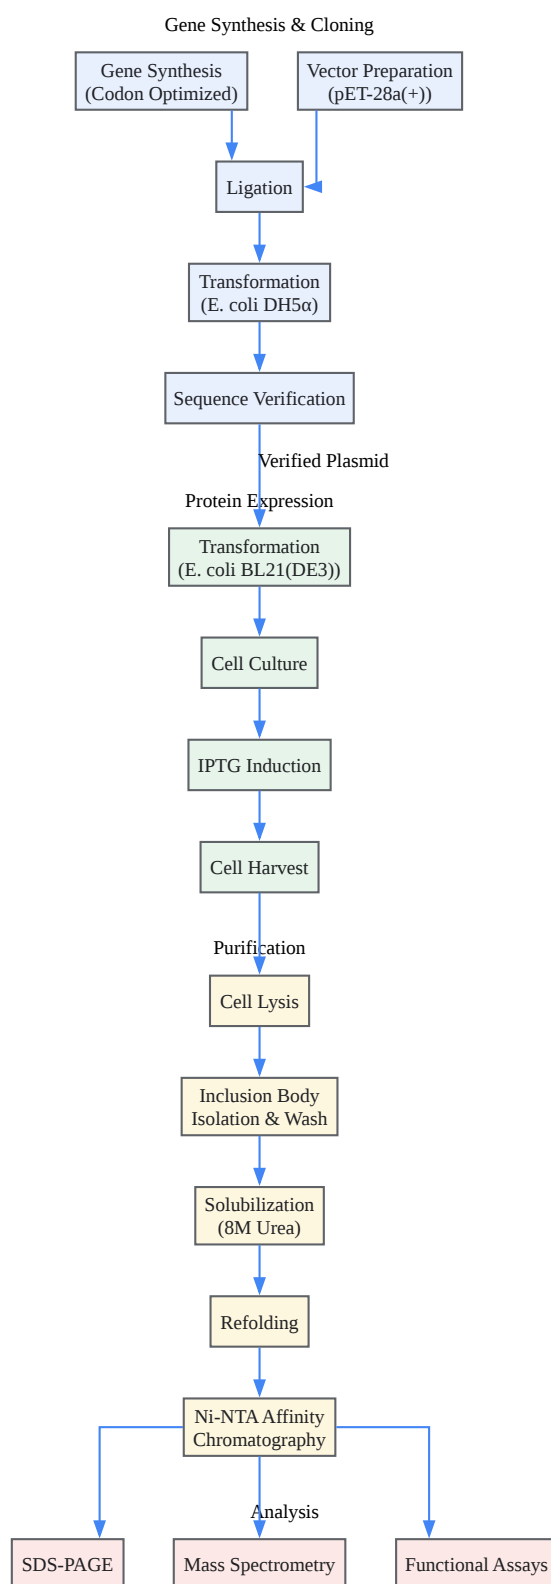 Gene Synthesis & Cloning
Gene Synthesis
(Codon Optimized)
Vector Preparation
(pET-28a(+))
Ligation
Transformation
(E. coli DH5α)
Sequence Verification
Verified Plasmid
Protein Expression
Transformation
(E. coli BL21(DE3))
Cell Culture
IPTG Induction
Cell Harvest
Purification
Cell Lysis
Inclusion Body
Isolation & Wash
Solubilization
(8M Urea)
Refolding
Ni-NTA Affinity
Chromatography
Analysis
SDS-PAGE
Mass Spectrometry
Functional Assays